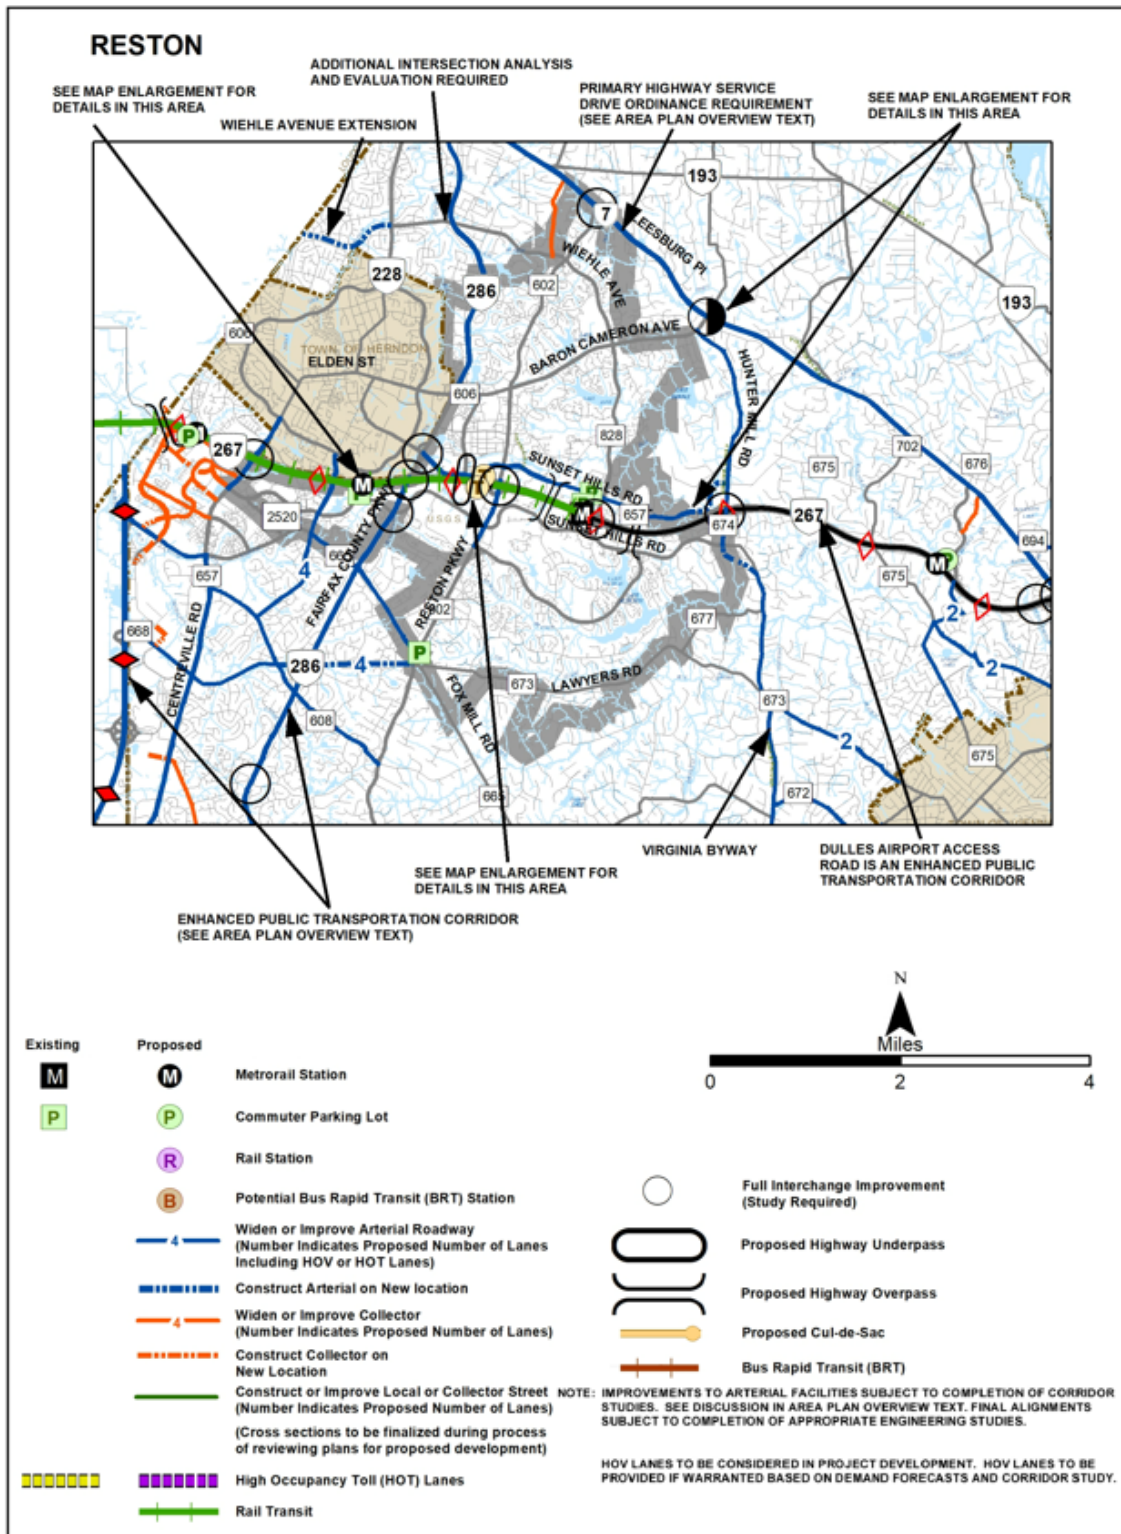 RESTON
ADDITIONAL INTERSECTION ANALYSIS
AND EVALUATION REQUIRED
SEE MAP ENLARGEMENT FOR
DETAILS IN THIS AREA
WIEHLE AVENUE EXTENSION
PRIMARY HIGHWAY SERVICE
DRIVE ORDINANCE REQUIREMENT
(SEE AREA PLAN OVERVIEW TEXT)
SEE MAP ENLARGEMENT FOR
DETAILS IN THIS AREA
193
7
LEESBURG PI.
WIEHLE AVE
228
286
602
193
606
TOWN OF HERNDON
ELDEN ST
BARON CAMERON AVE
HUNTER MILL RD
606
828
702
676
675
P
267
M
SUNSET HILLS RD
657
SUNSET HILLS RD
674
267
2520
USGS
694
675
M
P
657
4
FAIRFAX COUNTY PKWY
RESTON PKWY
602
677
2
668
CENTREVILLE RD
286
4
P
673
LAWYERS RD
2
FOX MILL RD
673
608
2
675
665
672
VIRGINIA BYWAY
DULLES AIRPORT ACCESS
ROAD IS AN ENHANCED PUBLIC
TRANSPORTATION CORRIDOR
SEE MAP ENLARGEMENT FOR
DETAILS IN THIS AREA
ENHANCED PUBLIC TRANSPORTATION CORRIDOR
(SEE AREA PLAN OVERVIEW TEXT)
N
Miles
0 2 4
Existing Proposed
M M Metrorail Station
P P Commuter Parking Lot
R Rail Station
B Potential Bus Rapid Transit (BRT) Station
4 Widen or Improve Arterial Roadway
(Number Indicates Proposed Number of Lanes
Including HOV or HOT Lanes)
Construct Arterial on New location
4 Widen or Improve Collector
(Number Indicates Proposed Number of Lanes)
Construct Collector on
New Location
Construct or Improve Local or Collector Street
(Number Indicates Proposed Number of Lanes)
(Cross sections to be finalized during process
of reviewing plans for proposed development)
High Occupancy Toll (HOT) Lanes
Rail Transit
Full Interchange Improvement
(Study Required)
Proposed Highway Underpass
Proposed Highway Overpass
Proposed Cul-de-Sac
Bus Rapid Transit (BRT)
NOTE: IMPROVEMENTS TO ARTERIAL FACILITIES SUBJECT TO COMPLETION OF CORRIDOR
STUDIES. SEE DISCUSSION IN AREA PLAN OVERVIEW TEXT. FINAL ALIGNMENTS
SUBJECT TO COMPLETION OF APPROPRIATE ENGINEERING STUDIES.
HOV LANES TO BE CONSIDERED IN PROJECT DEVELOPMENT. HOV LANES TO BE
PROVIDED IF WARRANTED BASED ON DEMAND FORECASTS AND CORRIDOR STUDY.